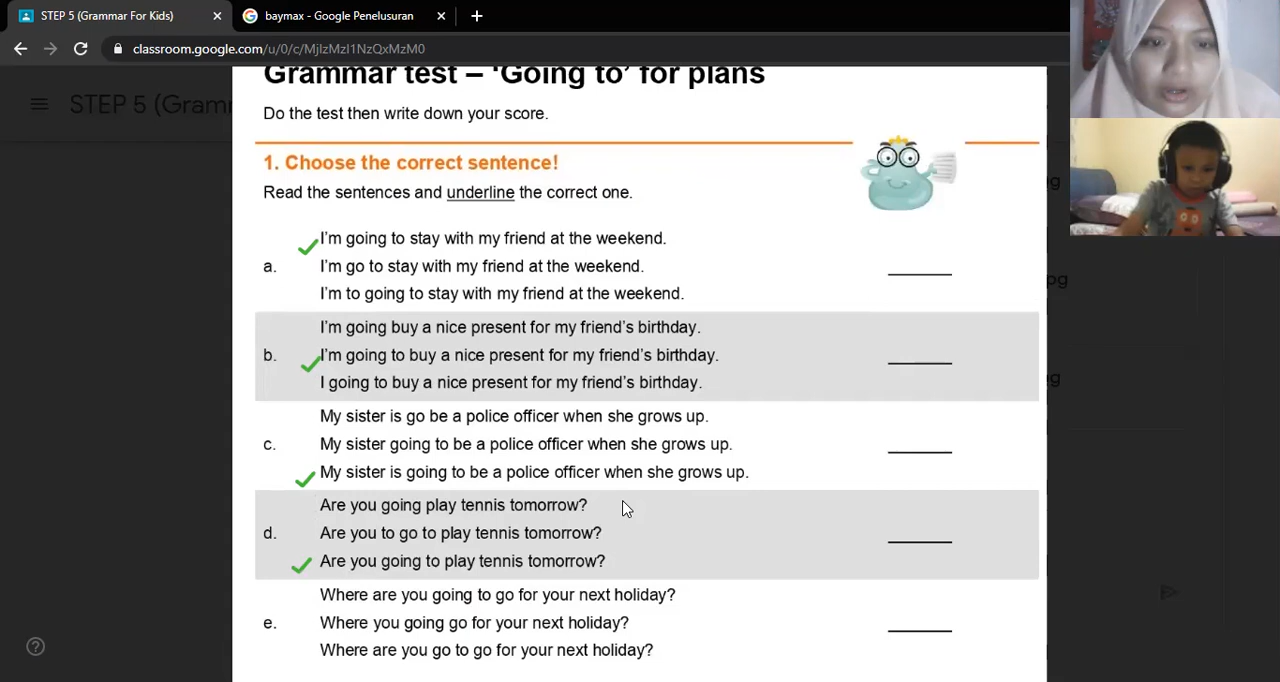 STEP 5 (Grammar For Kids)
baymax - Google Penelusuran
classroom.google.com/u/0/c/MjIzMzI1NzQxMzM0
STEP 5 (Gramm
Grammar test – ‘Going to’ for plans
Do the test then write down your score.
1. Choose the correct sentence!
Read the sentences and underline the correct one.
I’m going to stay with my friend at the weekend.
a. I’m go to stay with my friend at the weekend.
I’m to going to stay with my friend at the weekend.
I’m going buy a nice present for my friend’s birthday.
b. I’m going to buy a nice present for my friend’s birthday.
I going to buy a nice present for my friend’s birthday.
My sister is go be a police officer when she grows up.
c. My sister going to be a police officer when she grows up.
My sister is going to be a police officer when she grows up.
Are you going play tennis tomorrow?
d. Are you to go to play tennis tomorrow?
Are you going to play tennis tomorrow?
Where are you going to go for your next holiday?
e. Where you going go for your next holiday?
Where are you go to go for your next holiday?